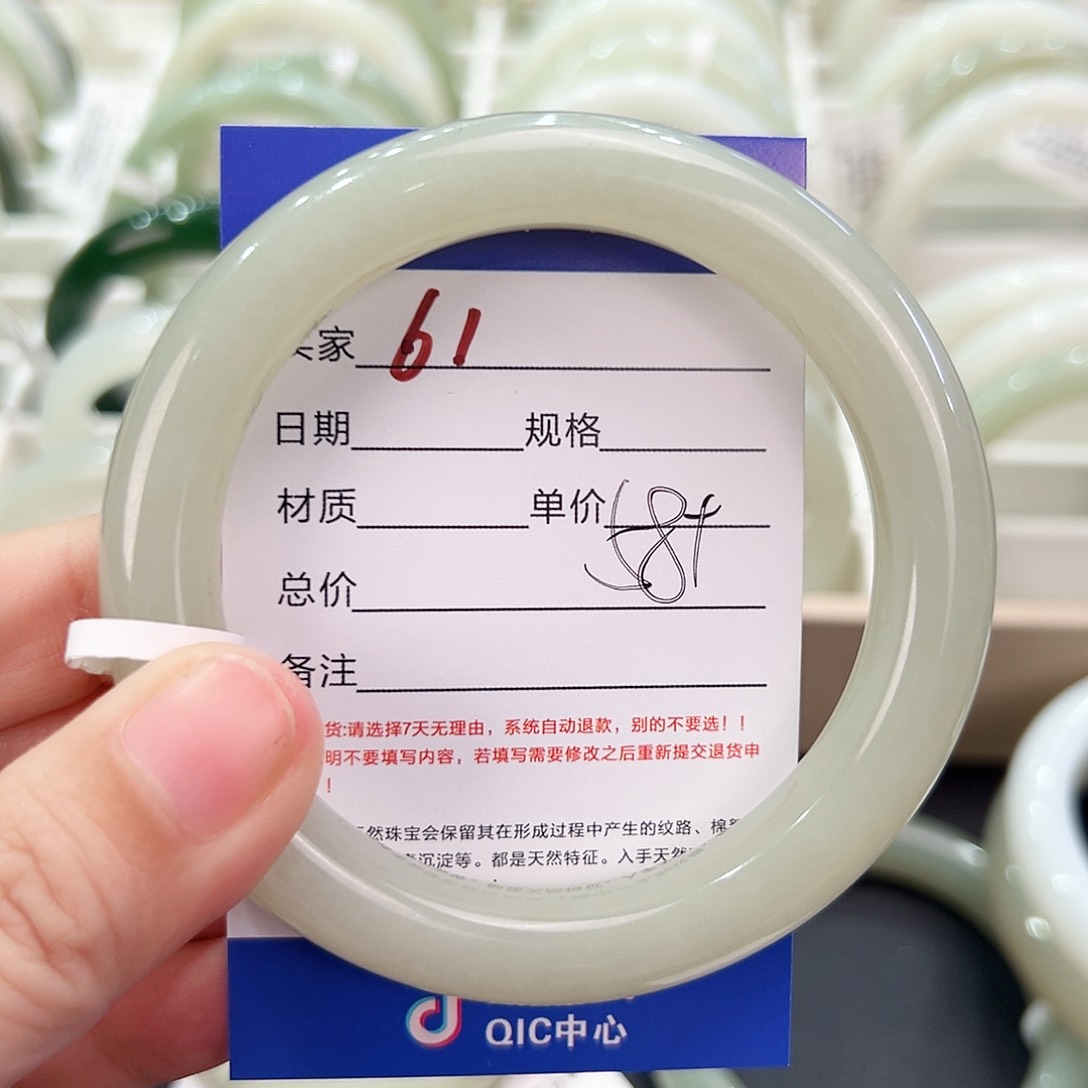 家 61
日期 规格
材质 单价 584
总价
备注
货:请选择7天无理由，系统自动退款，别的不要选！！
明不要填写内容，若填写需要修改之后重新提交退货申
！
然珠宝会保留其在形成过程中产生的纹路、棉
沉淀等。都是天然特征。入手天然
QIC中心